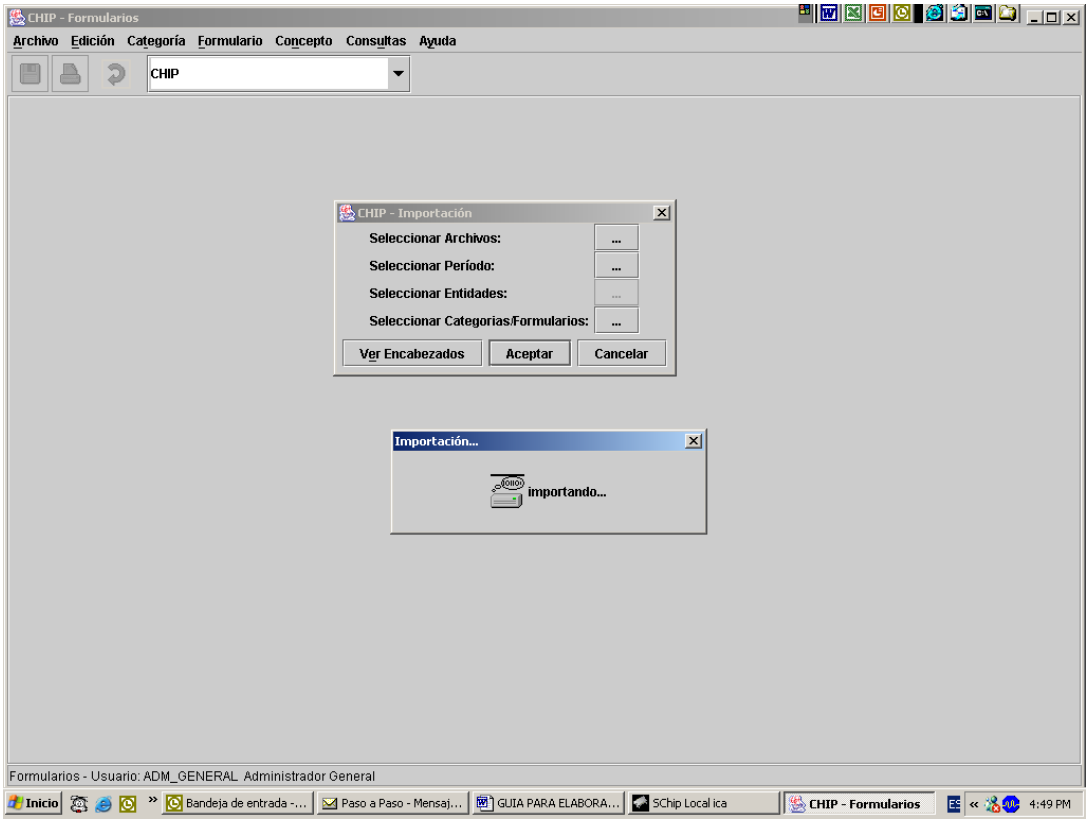 CHIP - Formularios
Archivo Edición Categoría Formulario Concepto Consultas Ayuda
CHIP
CHIP - Importación
Seleccionar Archivos: ...
Seleccionar Período: ...
Seleccionar Entidades: ...
Seleccionar Categorias/Formularios: ...
Ver Encabezados Aceptar Cancelar
Importación...
importando...
Formularios - Usuario: ADM_GENERAL Administrador General
Inicio » Bandeja de entrada -... Paso a Paso - Mensaj... GUIA PARA ELABORA... SChip Local ica CHIP - Formularios ES « 4:49 PM